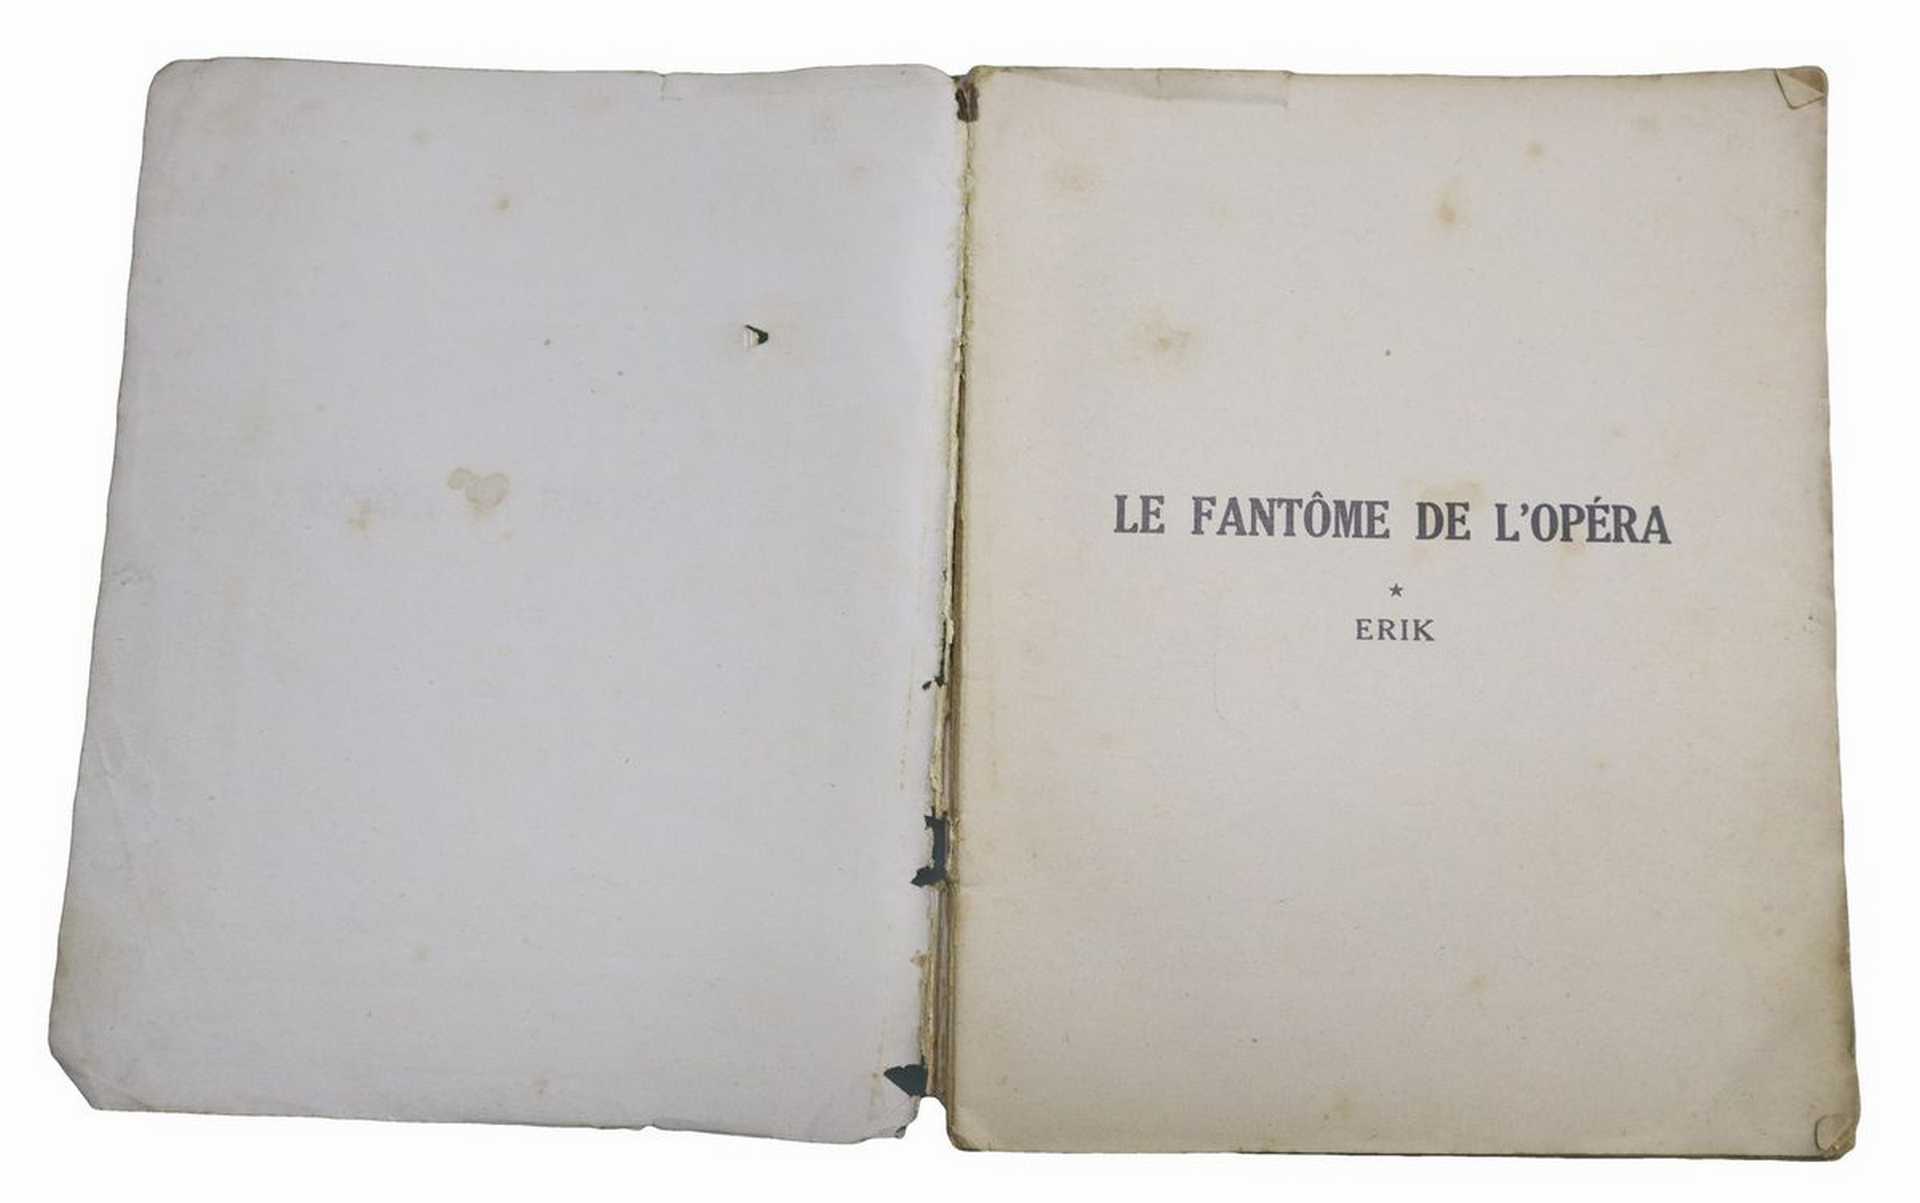 LE FANTÔME DE L'OPÉRA
★
ERIK